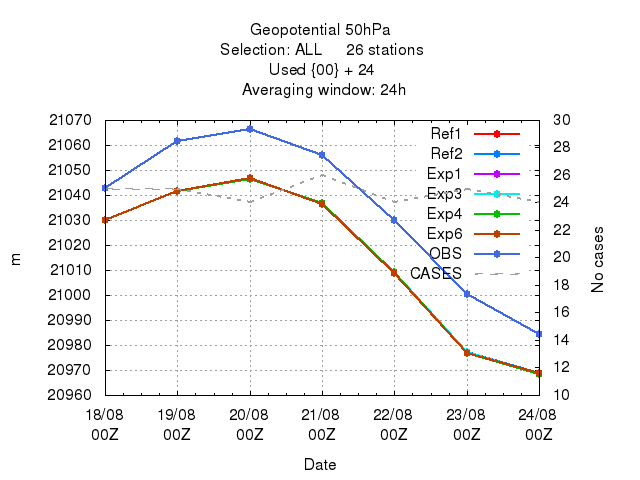 Geopotential 50hPa
Selection: ALL     26 stations
Used {00} + 24
Averaging window: 24h
21070
21060
21050
21040
21030
21020
21010
21000
20990
20980
20970
20960
m
30
28
26
24
22
20
18
16
14
12
10
No cases
Ref1
Ref2
Exp1
Exp3
Exp4
Exp6
OBS
CASES
18/08 19/08 20/08 21/08 22/08 23/08 24/08
00Z 00Z 00Z 00Z 00Z 00Z 00Z
Date